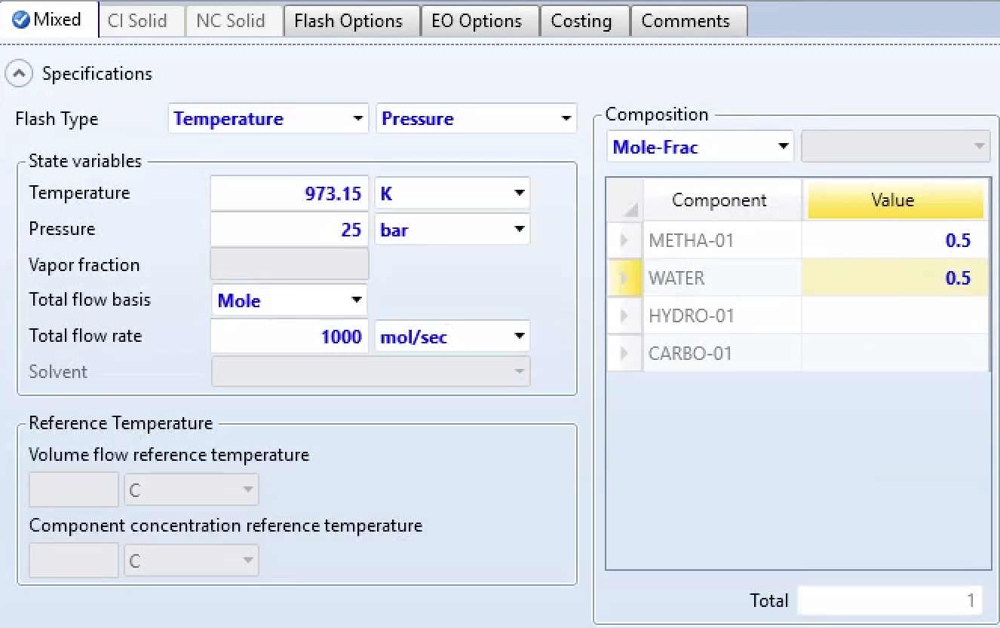 Mixed CI Solid NC Solid Flash Options EO Options Costing Comments
Specifications
Flash Type Temperature Pressure
State variables
Temperature 973.15 K
Pressure 25 bar
Vapor fraction
Total flow basis Mole
Total flow rate 1000 mol/sec
Solvent
Reference Temperature
Volume flow reference temperature
C
Component concentration reference temperature
C
Composition
Mole-Frac
Component Value
METHA-01 0.5
WATER 0.5
HYDRO-01
CARBO-01
Total 1